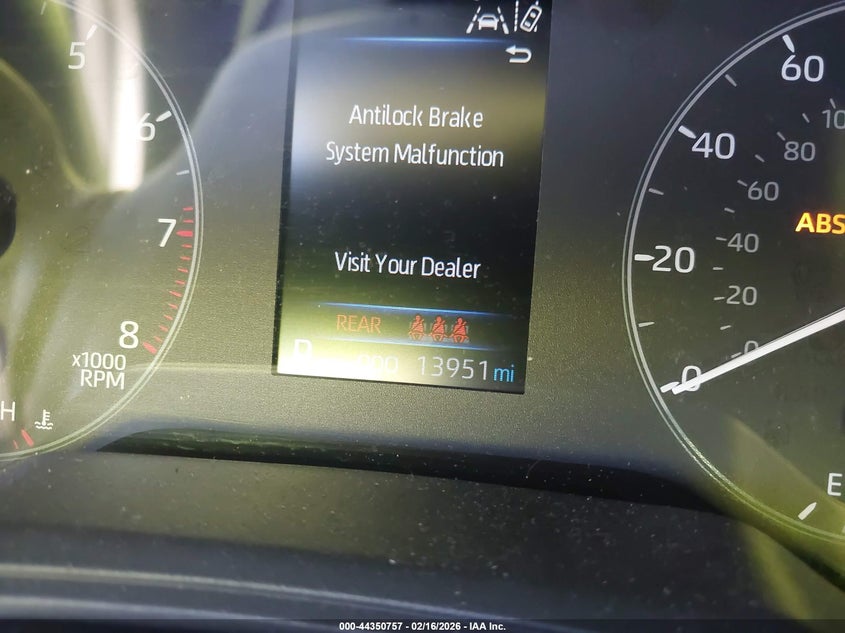 5
6
7
8
x1000
RPM
H
Antilock Brake
System Malfunction
Visit Your Dealer
REAR
13951 mi
60
40
20
0
80
60
40
20
0
ABS
E
000-44350757 - 02/16/2026 - IAA Inc.